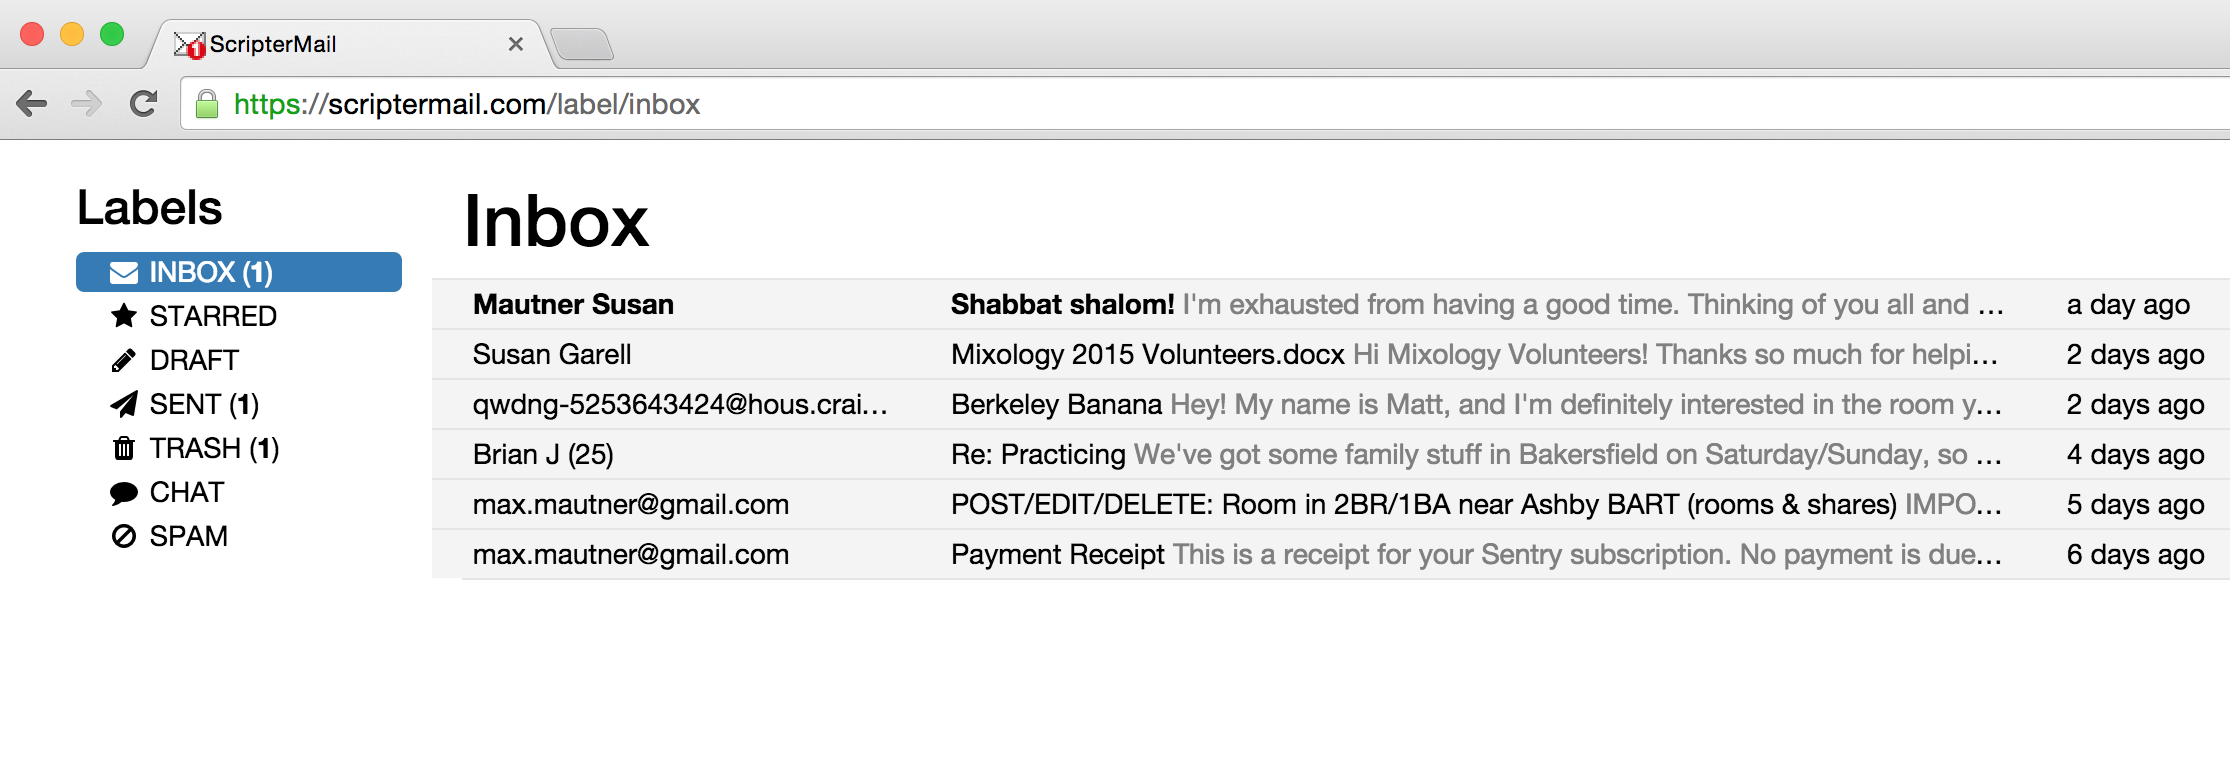 ScripterMail
https://scriptermail.com/label/inbox
Labels
INBOX (1)
STARRED
DRAFT
SENT (1)
TRASH (1)
CHAT
SPAM
Inbox
Mautner Susan Shabbat shalom! I'm exhausted from having a good time. Thinking of you all and ... a day ago
Susan Garell Mixology 2015 Volunteers.docx Hi Mixology Volunteers! Thanks so much for helpi... 2 days ago
qwdng-5253643424@hous.crai... Berkeley Banana Hey! My name is Matt, and I'm definitely interested in the room y... 2 days ago
Brian J (25) Re: Practicing We've got some family stuff in Bakersfield on Saturday/Sunday, so ... 4 days ago
max.mautner@gmail.com POST/EDIT/DELETE: Room in 2BR/1BA near Ashby BART (rooms & shares) IMPO... 5 days ago
max.mautner@gmail.com Payment Receipt This is a receipt for your Sentry subscription. No payment is due... 6 days ago